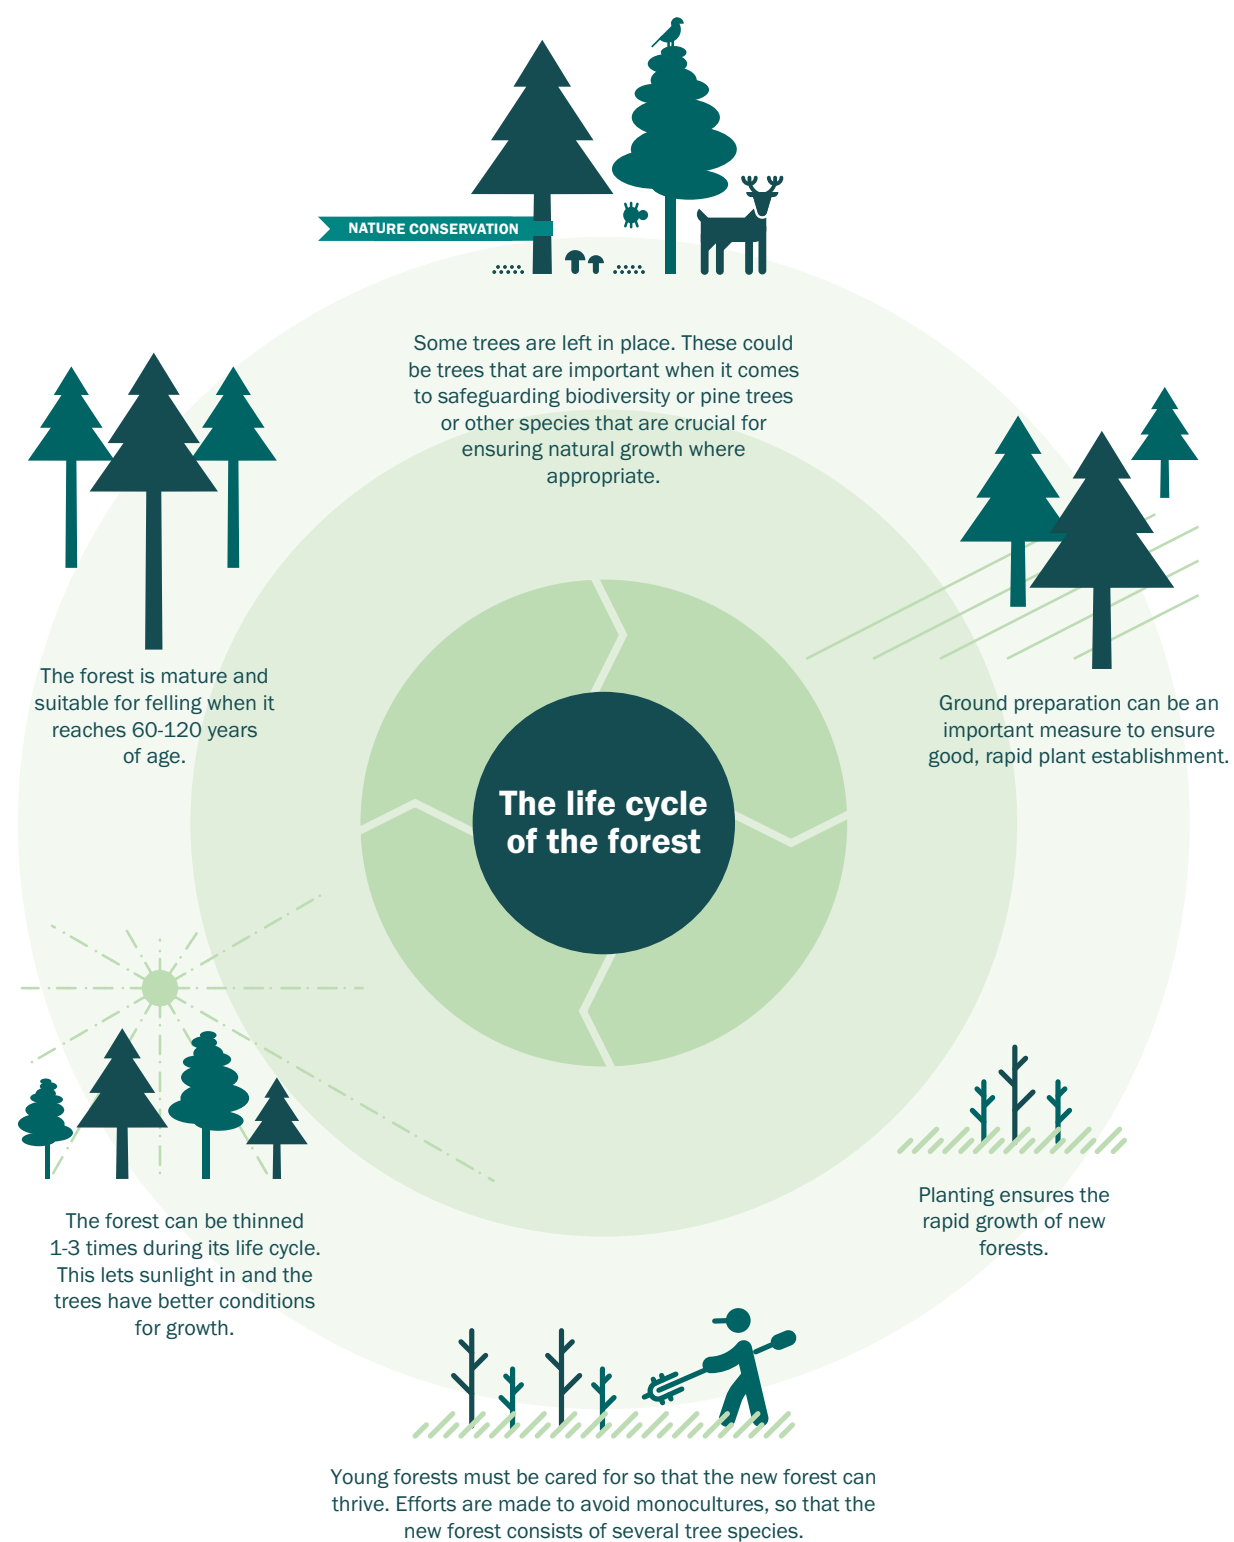 NATURE CONSERVATION
Some trees are left in place. These could
be trees that are important when it comes
to safeguarding biodiversity or pine trees
or other species that are crucial for
ensuring natural growth where
appropriate.
The forest is mature and
suitable for felling when it
reaches 60-120 years
of age.
Ground preparation can be an
important measure to ensure
good, rapid plant establishment.
The life cycle
of the forest
Planting ensures the
rapid growth of new
forests.
The forest can be thinned
1-3 times during its life cycle.
This lets sunlight in and the
trees have better conditions
for growth.
Young forests must be cared for so that the new forest can
thrive. Efforts are made to avoid monocultures, so that the
new forest consists of several tree species.